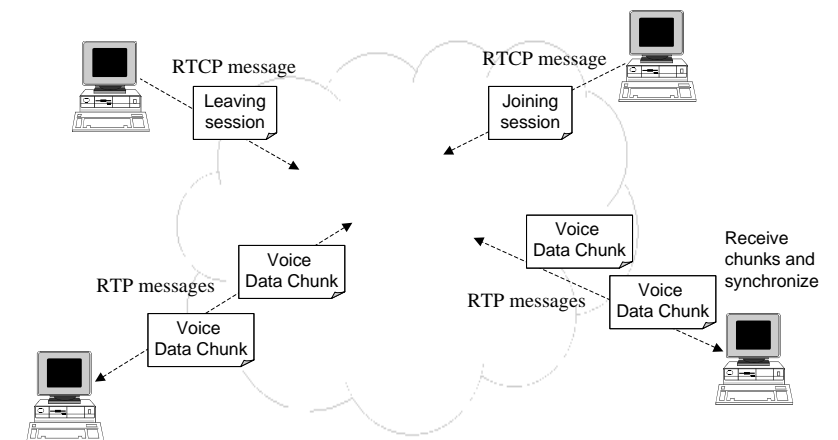 RTCP message
Leaving
session
RTCP message
Joining
session
Voice
Data Chunk
Receive
chunks and
synchronize
Voice
Data Chunk
RTP messages
Voice
Data Chunk
RTP messages
Voice
Data Chunk